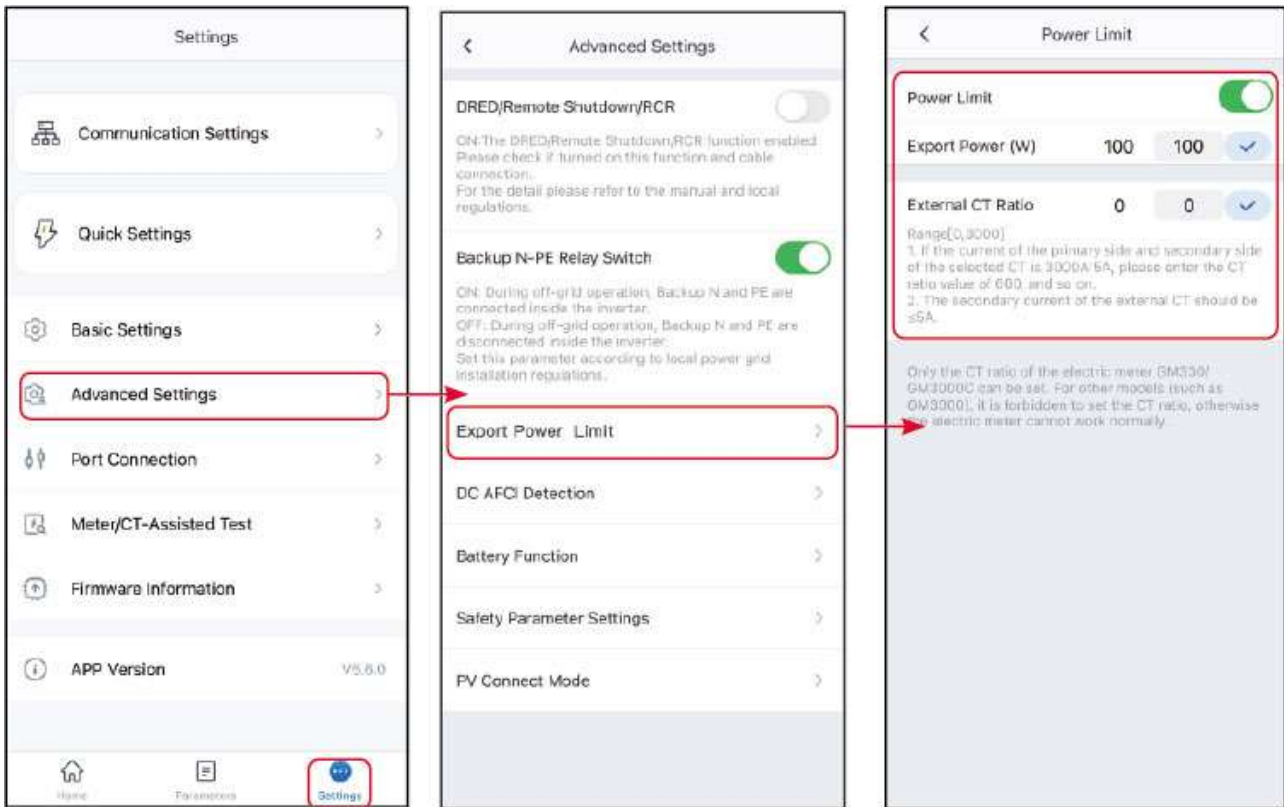 Settings
Communication Settings
Quick Settings
Basic Settings
Advanced Settings
Port Connection
Meter/CT-Assisted Test
Firmware Information
APP Version V5.6.0
Home Parameters Settings
Advanced Settings
DRED/Remote Shutdown/RCR
ON:The DRED/Remote Shutdown/RCR function enabled
Please check if turned on this function and cable
connection.
For the detail please refer to the manual and local
regulations.
Backup N-PE Relay Switch
ON: During off-grid operation, Backup N and PE are
connected inside the inverter.
OFF: During off-grid operation, Backup N and PE are
disconnected inside the inverter.
Set this parameter according to local power grid
installation regulations.
Export Power Limit
DC AFCI Detection
Battery Function
Safety Parameter Settings
PV Connect Mode
Power Limit
Power Limit
Export Power (W) 100 100
External CT Ratio 0 0
Range[0,3000]
1. If the current of the primary side and secondary side
of the selected CT is 3000A/5A, please enter the CT
ratio value of 600, and so on.
2. The secondary current of the external CT should be
≤5A.
Only the CT ratio of the electric meter GM330/
GM3000C can be set. For other models (such as
GM3000), it is forbidden to set the CT ratio, otherwise
the electric meter cannot work normally.